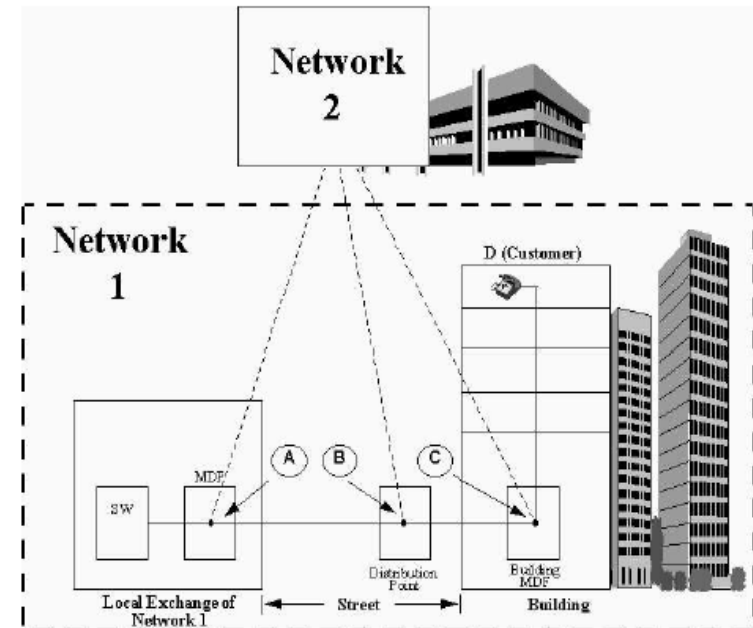 Network
2
Network
1
D (Customer)
A
B
C
MDF
SW
Distribution
Point
Building
MDF
Local Exchange of
Network 1
Street
Building